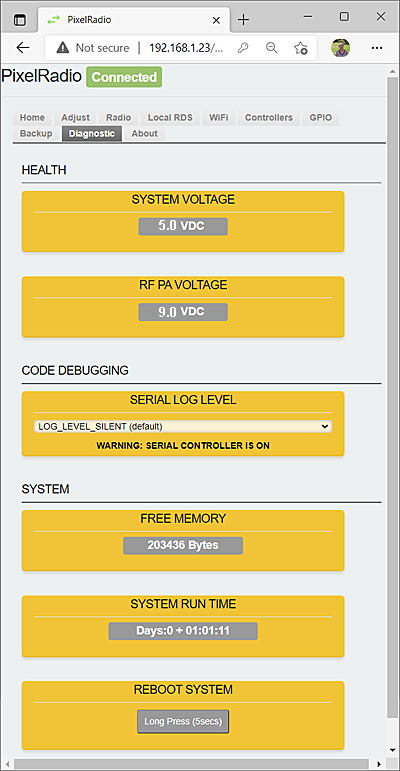 PixelRadio
Not secure
192.168.1.23/...
PixelRadio Connected
Home Adjust Radio Local RDS WiFi Controllers GPIO
Backup Diagnostic About
HEALTH
SYSTEM VOLTAGE
5.0 VDC
RF PA VOLTAGE
9.0 VDC
CODE DEBUGGING
SERIAL LOG LEVEL
LOG_LEVEL_SILENT (default)
WARNING: SERIAL CONTROLLER IS ON
SYSTEM
FREE MEMORY
203436 Bytes
SYSTEM RUN TIME
Days:0 + 01:01:11
REBOOT SYSTEM
Long Press (5secs)